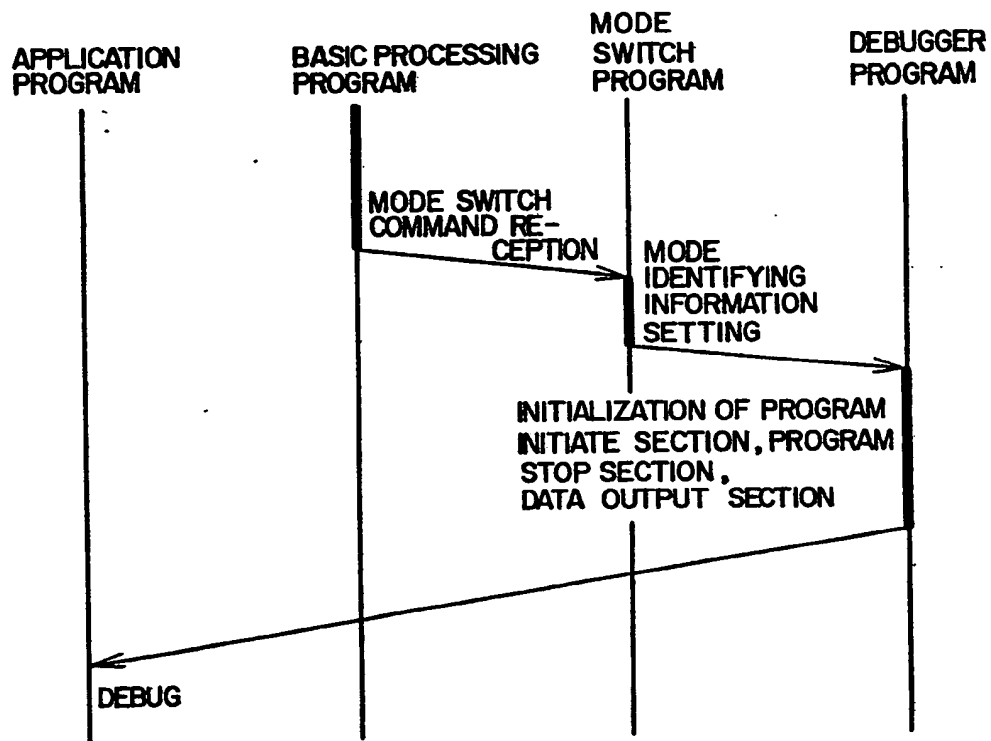 APPLICATION
PROGRAM
BASIC PROCESSING
PROGRAM
MODE
SWITCH
PROGRAM
DEBUGGER
PROGRAM
MODE SWITCH
COMMAND RE-
CEPTION
MODE
IDENTIFYING
INFORMATION
SETTING
INITIALIZATION OF PROGRAM
INITIATE SECTION, PROGRAM
STOP SECTION,
DATA OUTPUT SECTION
DEBUG